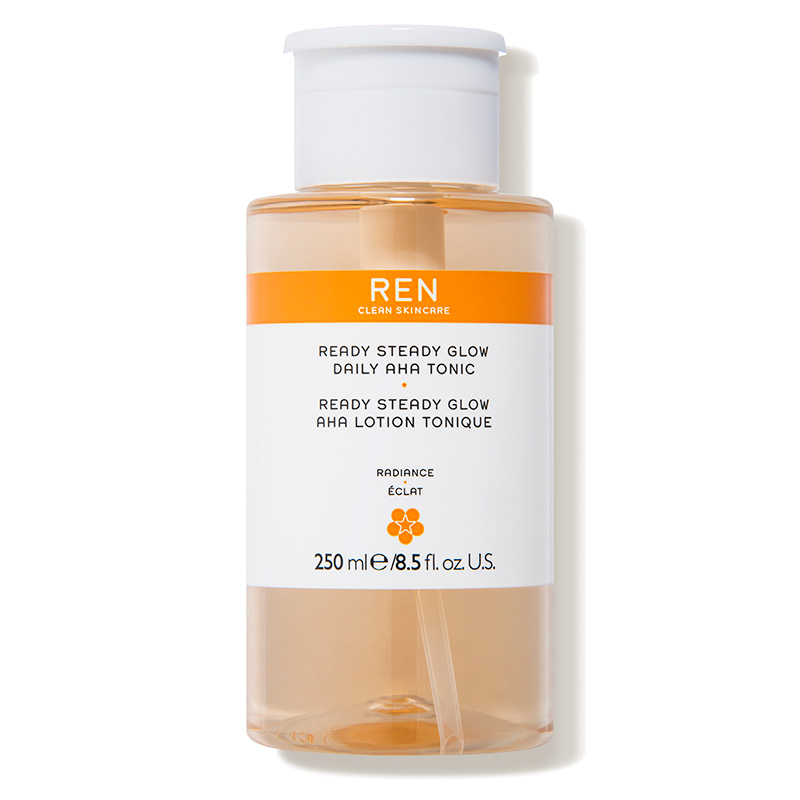 REN
CLEAN SKINCARE
READY STEADY GLOW
DAILY AHA TONIC
READY STEADY GLOW
AHA LOTION TONIQUE
RADIANCE
ÉCLAT
250 ml℮/8.5 fl. oz. U.S.